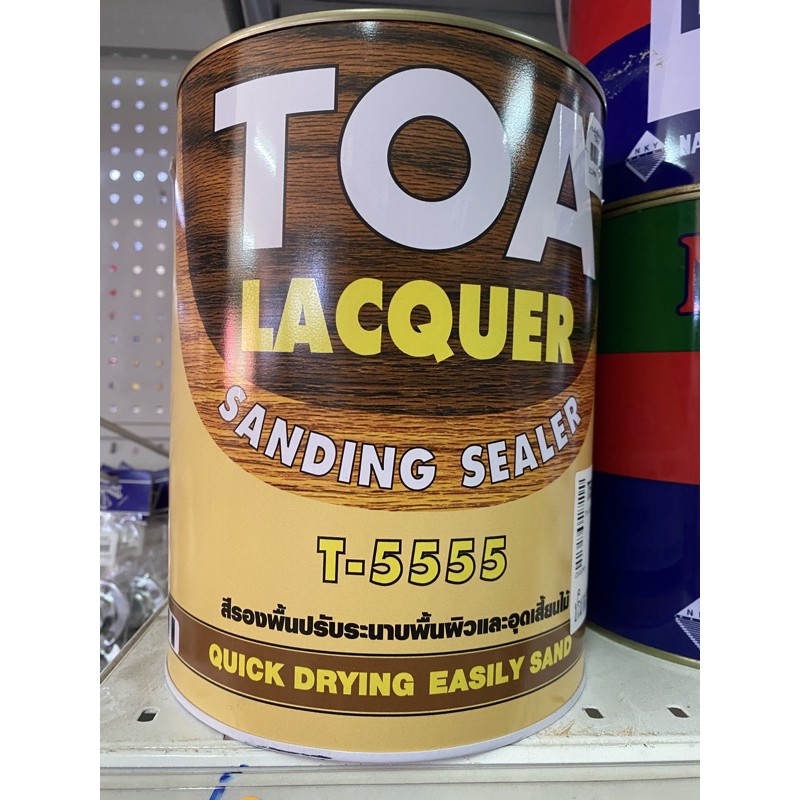 TOA
LACQUER
SANDING SEALER
T-5555
สีรองพื้นปรับระนาบพื้นผิวและอุดเสี้ยนไม้
QUICK DRYING EASILY SAND
NKY
NA